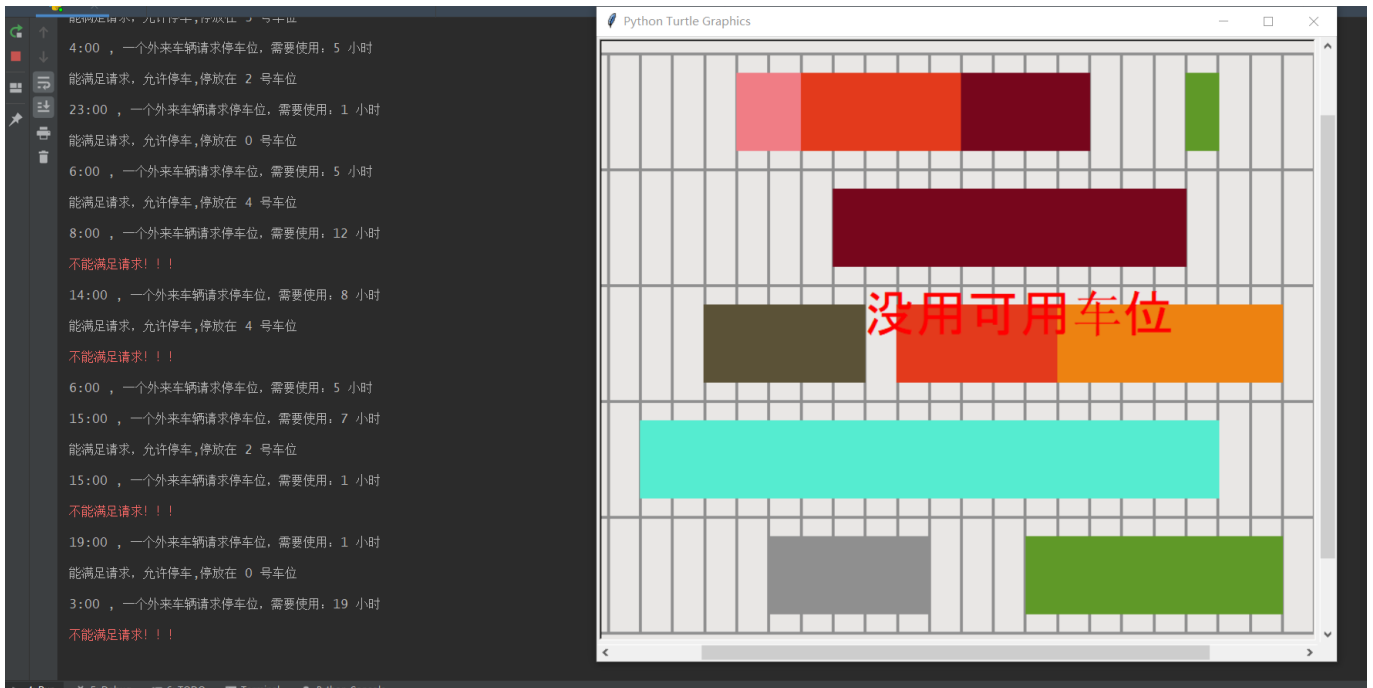 Python Turtle Graphics
4:00 , 一个外来车辆请求停车位，需要使用：5 小时
能满足请求，允许停车,停放在 2 号车位
23:00 , 一个外来车辆请求停车位，需要使用：1 小时
能满足请求，允许停车,停放在 0 号车位
6:00 , 一个外来车辆请求停车位，需要使用：5 小时
能满足请求，允许停车,停放在 4 号车位
8:00 , 一个外来车辆请求停车位，需要使用：12 小时
不能满足请求！！！
14:00 , 一个外来车辆请求停车位，需要使用：8 小时
能满足请求，允许停车,停放在 4 号车位
不能满足请求！！！
6:00 , 一个外来车辆请求停车位，需要使用：5 小时
15:00 , 一个外来车辆请求停车位，需要使用：7 小时
能满足请求，允许停车,停放在 2 号车位
15:00 , 一个外来车辆请求停车位，需要使用：1 小时
不能满足请求！！！
19:00 , 一个外来车辆请求停车位，需要使用：1 小时
能满足请求，允许停车,停放在 0 号车位
3:00 , 一个外来车辆请求停车位，需要使用：19 小时
不能满足请求！！！
没用可用车位